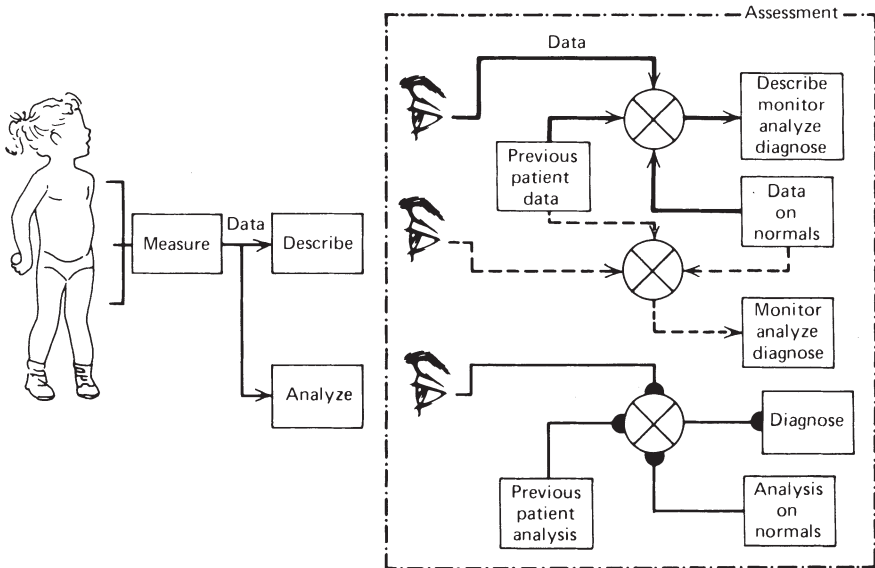 Assessment
Data
Describe
monitor
analyze
diagnose
Previous
patient
data
Data
on
normals
Measure
Data
Describe
Monitor
analyze
diagnose
Analyze
Diagnose
Previous
patient
analysis
Analysis
on
normals